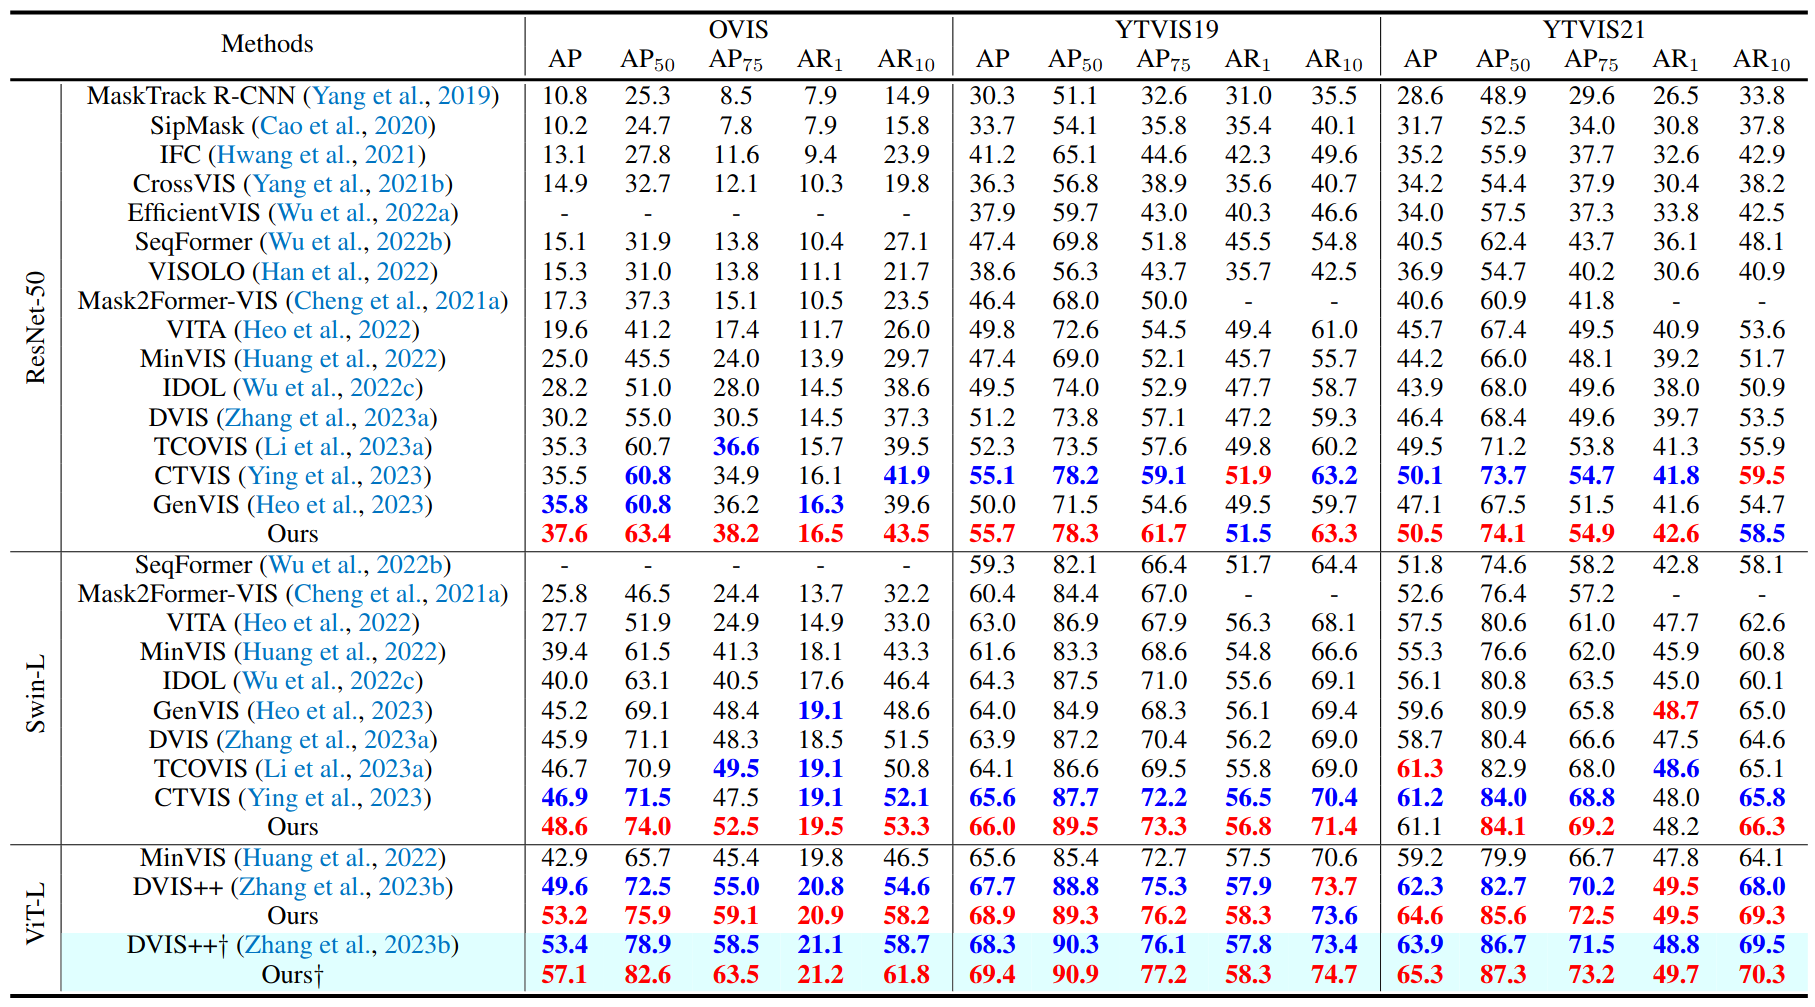 Methods OVIS YTVIS19 YTVIS21
AP AP50 AP75 AR1 AR10 AP AP50 AP75 AR1 AR10 AP AP50 AP75 AR1 AR10
ResNet-50
MaskTrack R-CNN (Yang et al., 2019) 10.8 25.3 8.5 7.9 14.9 30.3 51.1 32.6 31.0 35.5 28.6 48.9 29.6 26.5 33.8
SipMask (Cao et al., 2020) 10.2 24.7 7.8 7.9 15.8 33.7 54.1 35.8 35.4 40.1 31.7 52.5 34.0 30.8 37.8
IFC (Hwang et al., 2021) 13.1 27.8 11.6 9.4 23.9 41.2 65.1 44.6 42.3 49.6 35.2 55.9 37.7 32.6 42.9
CrossVIS (Yang et al., 2021b) 14.9 32.7 12.1 10.3 19.8 36.3 56.8 38.9 35.6 40.7 34.2 54.4 37.9 30.4 38.2
EfficientVIS (Wu et al., 2022a) - - - - - 37.9 59.7 43.0 40.3 46.6 34.0 57.5 37.3 33.8 42.5
SeqFormer (Wu et al., 2022b) 15.1 31.9 13.8 10.4 27.1 47.4 69.8 51.8 45.5 54.8 40.5 62.4 43.7 36.1 48.1
VISOLO (Han et al., 2022) 15.3 31.0 13.8 11.1 21.7 38.6 56.3 43.7 35.7 42.5 36.9 54.7 40.2 30.6 40.9
Mask2Former-VIS (Cheng et al., 2021a) 17.3 37.3 15.1 10.5 23.5 46.4 68.0 50.0 - - 40.6 60.9 41.8 - -
VITA (Heo et al., 2022) 19.6 41.2 17.4 11.7 26.0 49.8 72.6 54.5 49.4 61.0 45.7 67.4 49.5 40.9 53.6
MinVIS (Huang et al., 2022) 25.0 45.5 24.0 13.9 29.7 47.4 69.0 52.1 45.7 55.7 44.2 66.0 48.1 39.2 51.7
IDOL (Wu et al., 2022c) 28.2 51.0 28.0 14.5 38.6 49.5 74.0 52.9 47.7 58.7 43.9 68.0 49.6 38.0 50.9
DVIS (Zhang et al., 2023a) 30.2 55.0 30.5 14.5 37.3 51.2 73.8 57.1 47.2 59.3 46.4 68.4 49.6 39.7 53.5
TCOVIS (Li et al., 2023a) 35.3 60.7 36.6 15.7 39.5 52.3 73.5 57.6 49.8 60.2 49.5 71.2 53.8 41.3 55.9
CTVIS (Ying et al., 2023) 35.5 60.8 34.9 16.1 41.9 55.1 78.2 59.1 51.9 63.2 50.1 73.7 54.7 41.8 59.5
GenVIS (Heo et al., 2023) 35.8 60.8 36.2 16.3 39.6 50.0 71.5 54.6 49.5 59.7 47.1 67.5 51.5 41.6 54.7
Ours 37.6 63.4 38.2 16.5 43.5 55.7 78.3 61.7 51.5 63.3 50.5 74.1 54.9 42.6 58.5
Swin-L
SeqFormer (Wu et al., 2022b) - - - - - 59.3 82.1 66.4 51.7 64.4 51.8 74.6 58.2 42.8 58.1
Mask2Former-VIS (Cheng et al., 2021a) 25.8 46.5 24.4 13.7 32.2 60.4 84.4 67.0 - - 52.6 76.4 57.2 - -
VITA (Heo et al., 2022) 27.7 51.9 24.9 14.9 33.0 63.0 86.9 67.9 56.3 68.1 57.5 80.6 61.0 47.7 62.6
MinVIS (Huang et al., 2022) 39.4 61.5 41.3 18.1 43.3 61.6 83.3 68.6 54.8 66.6 55.3 76.6 62.0 45.9 60.8
IDOL (Wu et al., 2022c) 40.0 63.1 40.5 17.6 46.4 64.3 87.5 71.0 55.6 69.1 56.1 80.8 63.5 45.0 60.1
GenVIS (Heo et al., 2023) 45.2 69.1 48.4 19.1 48.6 64.0 84.9 68.3 56.1 69.4 59.6 80.9 65.8 48.7 65.0
DVIS (Zhang et al., 2023a) 45.9 71.1 48.3 18.5 51.5 63.9 87.2 70.4 56.2 69.0 58.7 80.4 66.6 47.5 64.6
TCOVIS (Li et al., 2023a) 46.7 70.9 49.5 19.1 50.8 64.1 86.6 69.5 55.8 69.0 61.3 82.9 68.0 48.6 65.1
CTVIS (Ying et al., 2023) 46.9 71.5 47.5 19.1 52.1 65.6 87.7 72.2 56.5 70.4 61.2 84.0 68.8 48.0 65.8
Ours 48.6 74.0 52.5 19.5 53.3 66.0 89.5 73.3 56.8 71.4 61.1 84.1 69.2 48.2 66.3
ViT-L
MinVIS (Huang et al., 2022) 42.9 65.7 45.4 19.8 46.5 65.6 85.4 72.7 57.5 70.6 59.2 79.9 66.7 47.8 64.1
DVIS++ (Zhang et al., 2023b) 49.6 72.5 55.0 20.8 54.6 67.7 88.8 75.3 57.9 73.7 62.3 82.7 70.2 49.5 68.0
Ours 53.2 75.9 59.1 20.9 58.2 68.9 89.3 76.2 58.3 73.6 64.6 85.6 72.5 49.5 69.3
DVIS++† (Zhang et al., 2023b) 53.4 78.9 58.5 21.1 58.7 68.3 90.3 76.1 57.8 73.4 63.9 86.7 71.5 48.8 69.5
Ours† 57.1 82.6 63.5 21.2 61.8 69.4 90.9 77.2 58.3 74.7 65.3 87.3 73.2 49.7 70.3